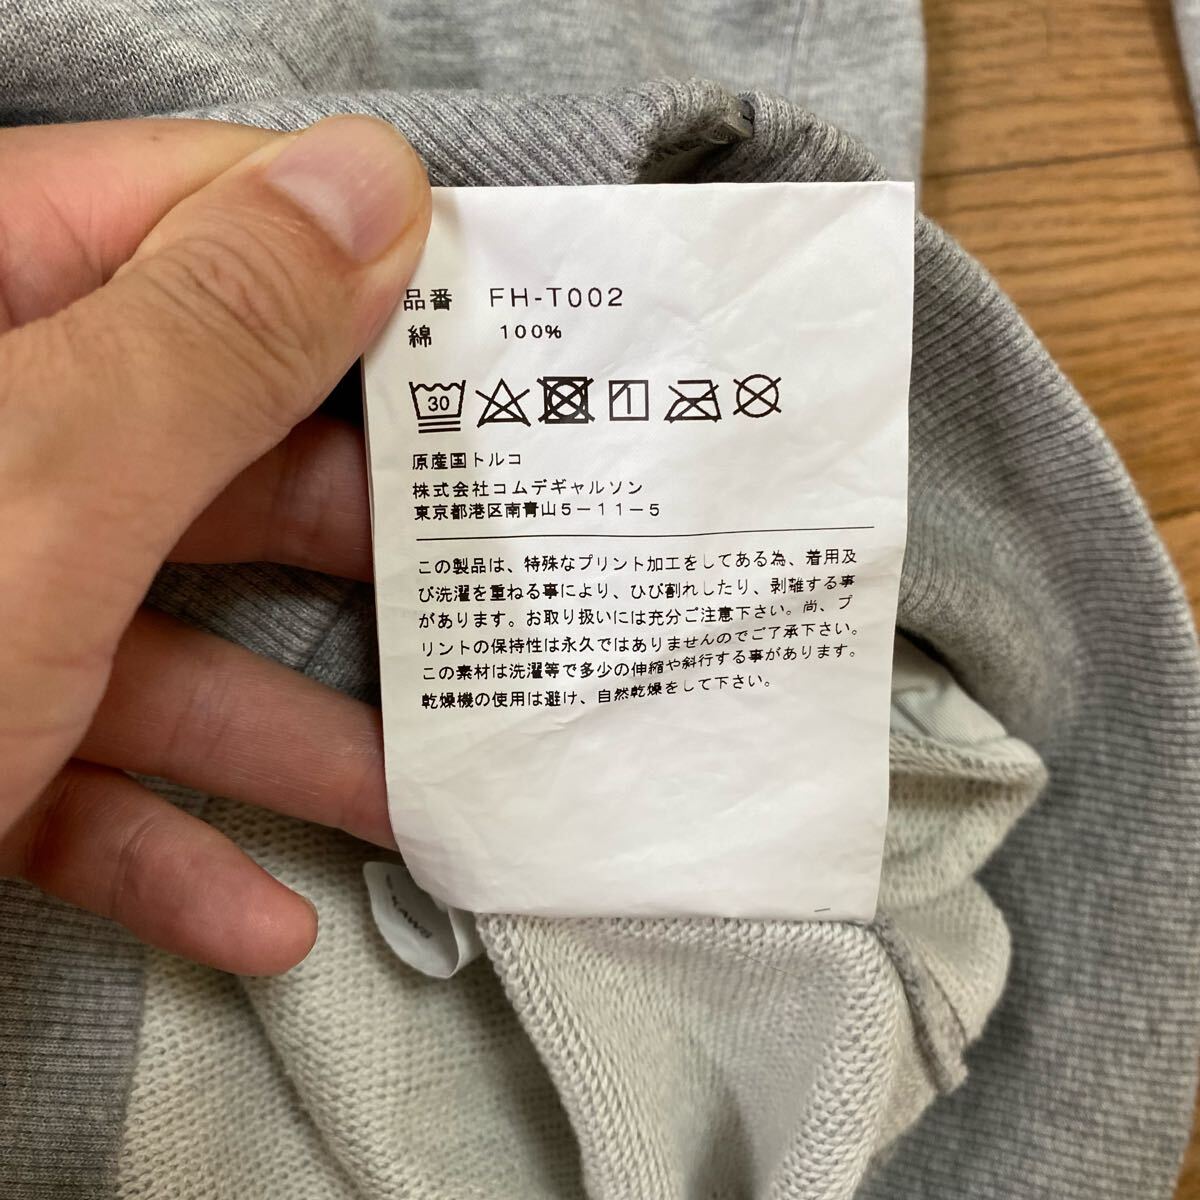 品番 FH-T002
綿 100%
30
原産国トルコ
株式会社コムデギャルソン
東京都港区南青山5-11-5
この製品は、特殊なプリント加工をしてある為、着用及
び洗濯を重ねる事により、ひび割れしたり、剥離する事
があります。お取り扱いには充分ご注意下さい。尚、プ
リントの保持性は永久ではありませんのでご了承下さい。
この素材は洗濯等で多少の伸縮や斜行する事があります。
乾燥機の使用は避け、自然乾燥をして下さい。